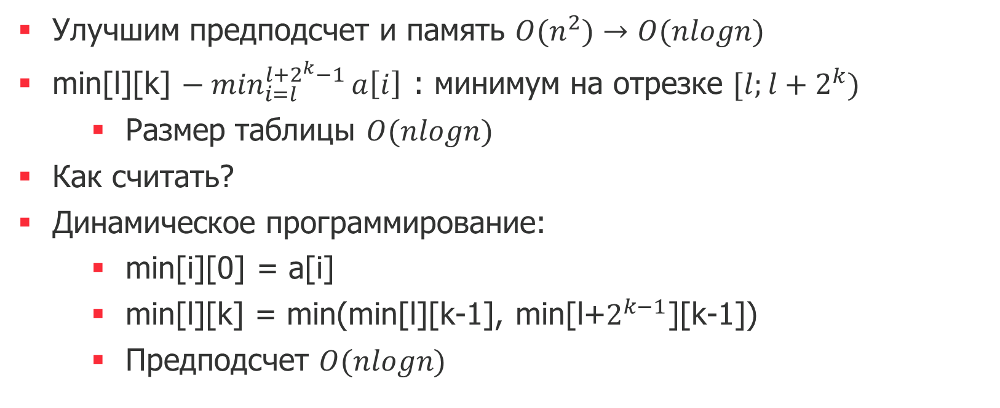 ▪ Улучшим предподсчет и память $O(n^2) \to O(nlogn)$
▪ min[l][k] $- min_{i=l}^{l+2^k-1} a[i]$ : минимум на отрезке $[l; l + 2^k)$
▪ Размер таблицы $O(nlogn)$
▪ Как считать?
▪ Динамическое программирование:
▪ min[i][0] = a[i]
▪ min[l][k] = min(min[l][k-1], min[l+$2^{k-1}$][k-1])
▪ Предподсчет $O(nlogn)$